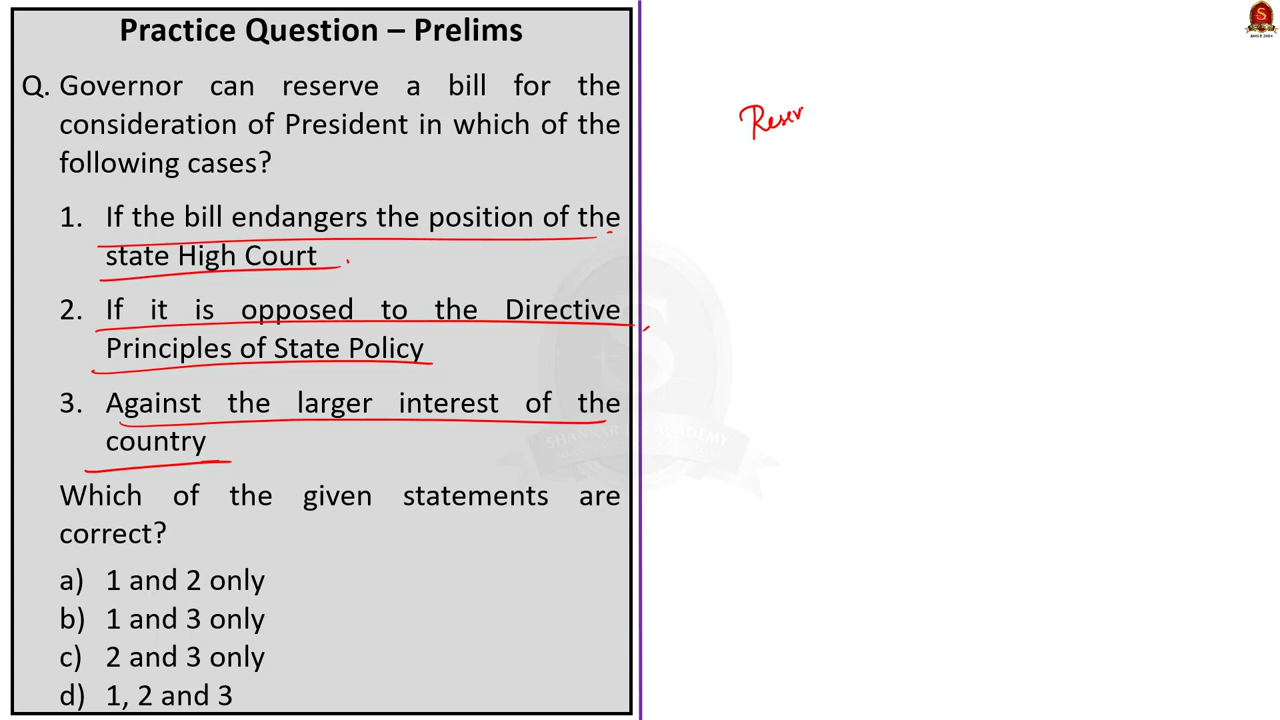 Practice Question – Prelims
Q. Governor can reserve a bill for the
consideration of President in which of the
following cases?
1. If the bill endangers the position of the
state High Court
2. If it is opposed to the Directive
Principles of State Policy
3. Against the larger interest of the
country
Which of the given statements are
correct?
a) 1 and 2 only
b) 1 and 3 only
c) 2 and 3 only
d) 1, 2 and 3
Reser
S
SINCE 2004